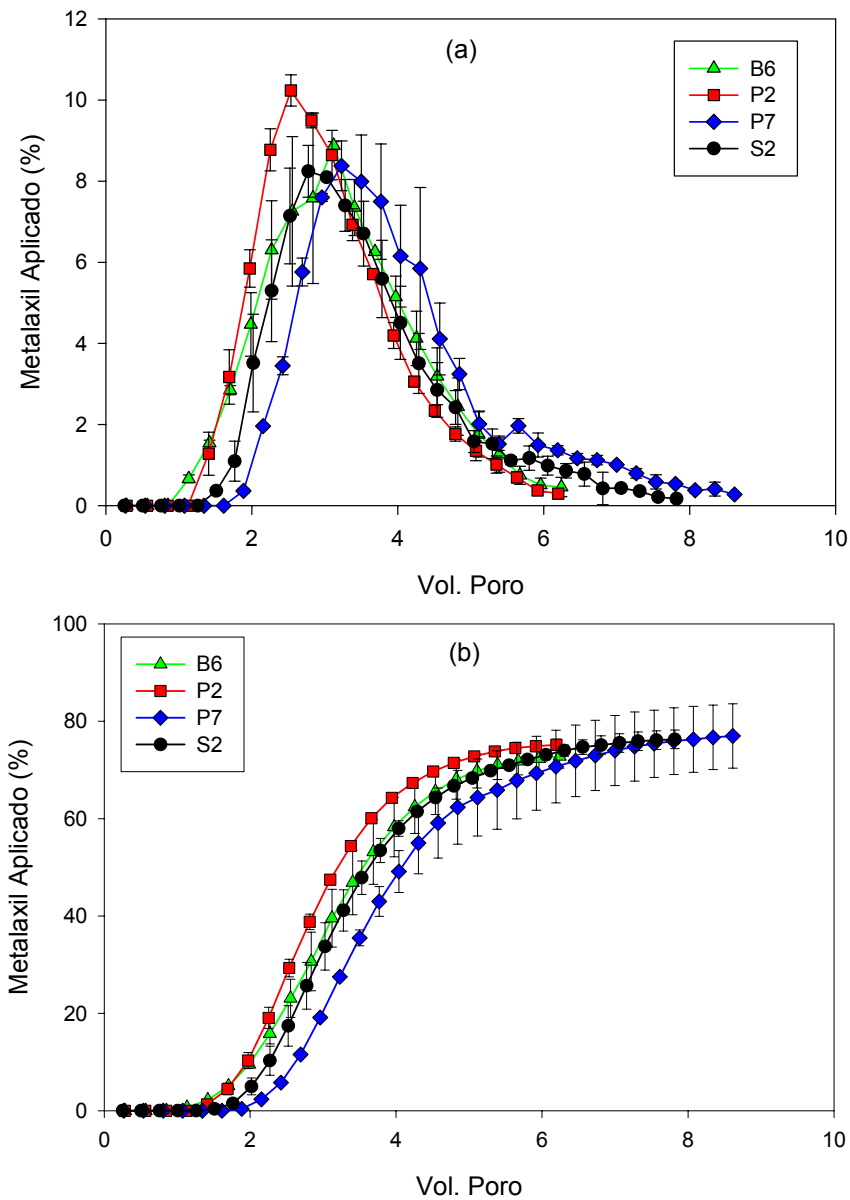 12
10
8
6
4
2
0
Metalaxil Aplicado (%)
(a)
B6
P2
P7
S2
0 2 4 6 8 10
Vol. Poro
100
80
60
40
20
0
Metalaxil Aplicado (%)
(b)
B6
P2
P7
S2
0 2 4 6 8 10
Vol. Poro